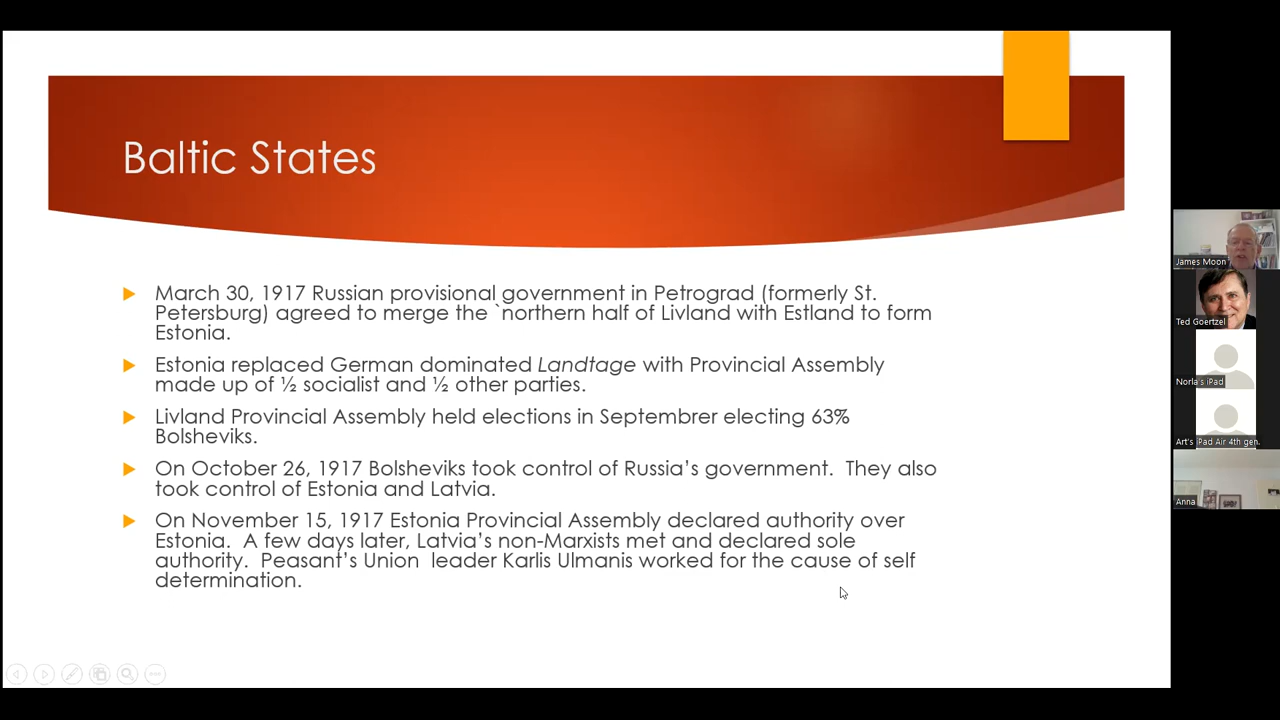 Baltic States
March 30, 1917 Russian provisional government in Petrograd (formerly St.
Petersburg) agreed to merge the `northern half of Livland with Estland to form
Estonia.
Estonia replaced German dominated Landtage with Provincial Assembly
made up of ½ socialist and ½ other parties.
Livland Provincial Assembly held elections in Septembrer electing 63%
Bolsheviks.
On October 26, 1917 Bolsheviks took control of Russia’s government.  They also
took control of Estonia and Latvia.
On November 15, 1917 Estonia Provincial Assembly declared authority over
Estonia.  A few days later, Latvia’s non-Marxists met and declared sole
authority.  Peasant’s Union  leader Karlis Ulmanis worked for the cause of self
determination.
James Moon
Ted Goertzel
Norla's iPad
Art's iPad Air 4th gen.
Anna